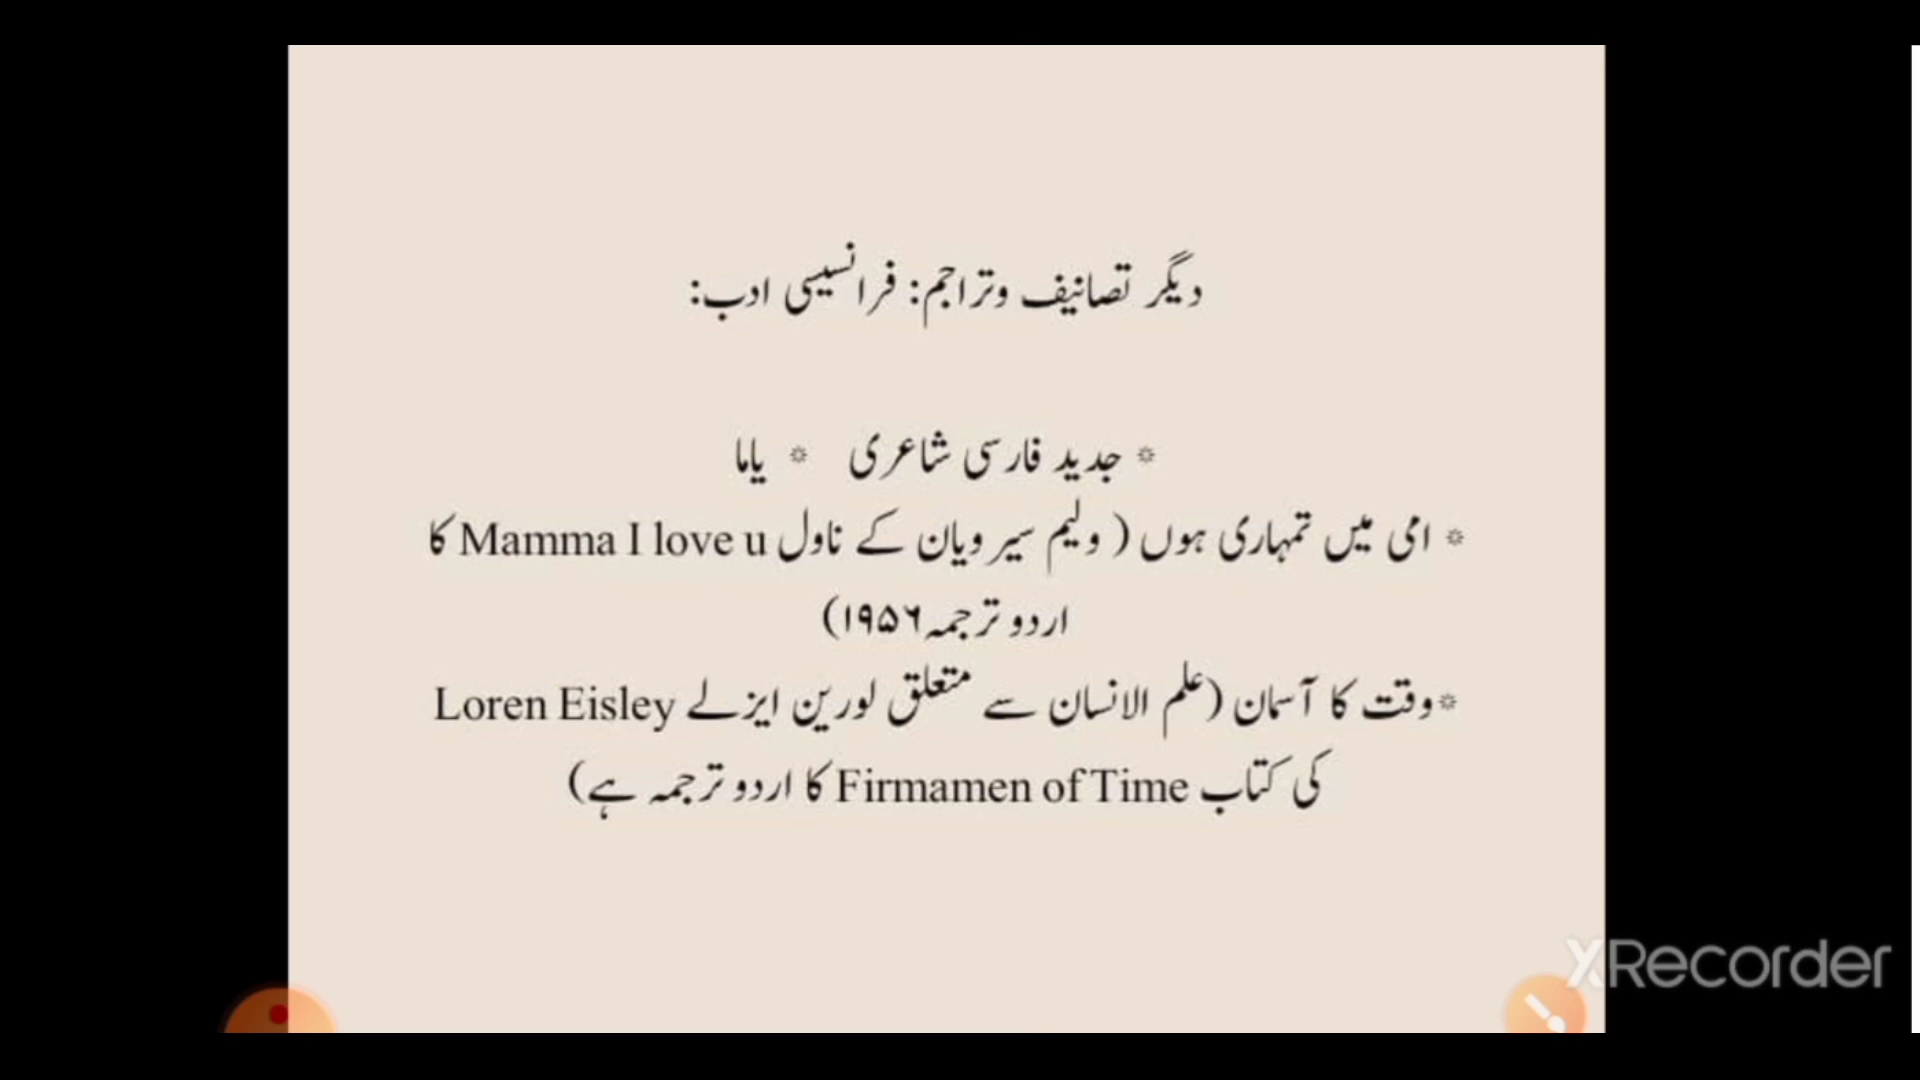 دیگر تصانیف وتراجم: فرانسیسی ادب:
* جدید فارسی شاعری * یاما
* امی میں تمہاری ہوں ( ولیم سیرویان کے ناول Mamma I love u کا
اردو ترجمہ ۱۹۵۶)
*وقت کا آسمان (علم الانسان سے متعلق لورین ایزلے Loren Eisley
کی کتاب Firmamen of Time کا اردو ترجمہ ہے)
XRecorder